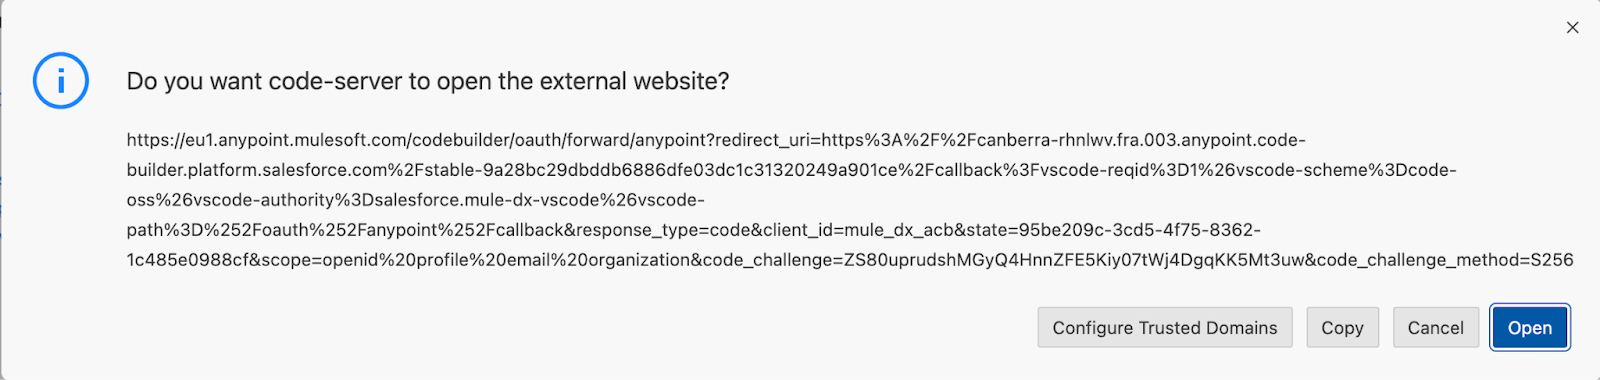 Do you want code-server to open the external website?
https://eu1.anypoint.mulesoft.com/codebuilder/oauth/forward/anypoint?redirect_uri=https%3A%2F%2Fcanberra-rhnlwv.fra.003.anypoint.code-
builder.platform.salesforce.com%2Fstable-9a28bc29dbddb6886dfe03dc1c31320249a901ce%2Fcallback%3Fvscode-reqid%3D1%26vscode-scheme%3Dcode-
oss%26vscode-authority%3Dsalesforce.mule-dx-vscode%26vscode-
path%3D%252Foauth%252Fanypoint%252Fcallback&response_type=code&client_id=mule_dx_acb&state=95be209c-3cd5-4f75-8362-
1c485e0988cf&scope=openid%20profile%20email%20organization&code_challenge=ZS80uprudshMGyQ4HnnZFE5Kiy07tWj4DgqKK5Mt3uw&code_challenge_method=S256
Configure Trusted Domains
Copy
Cancel
Open